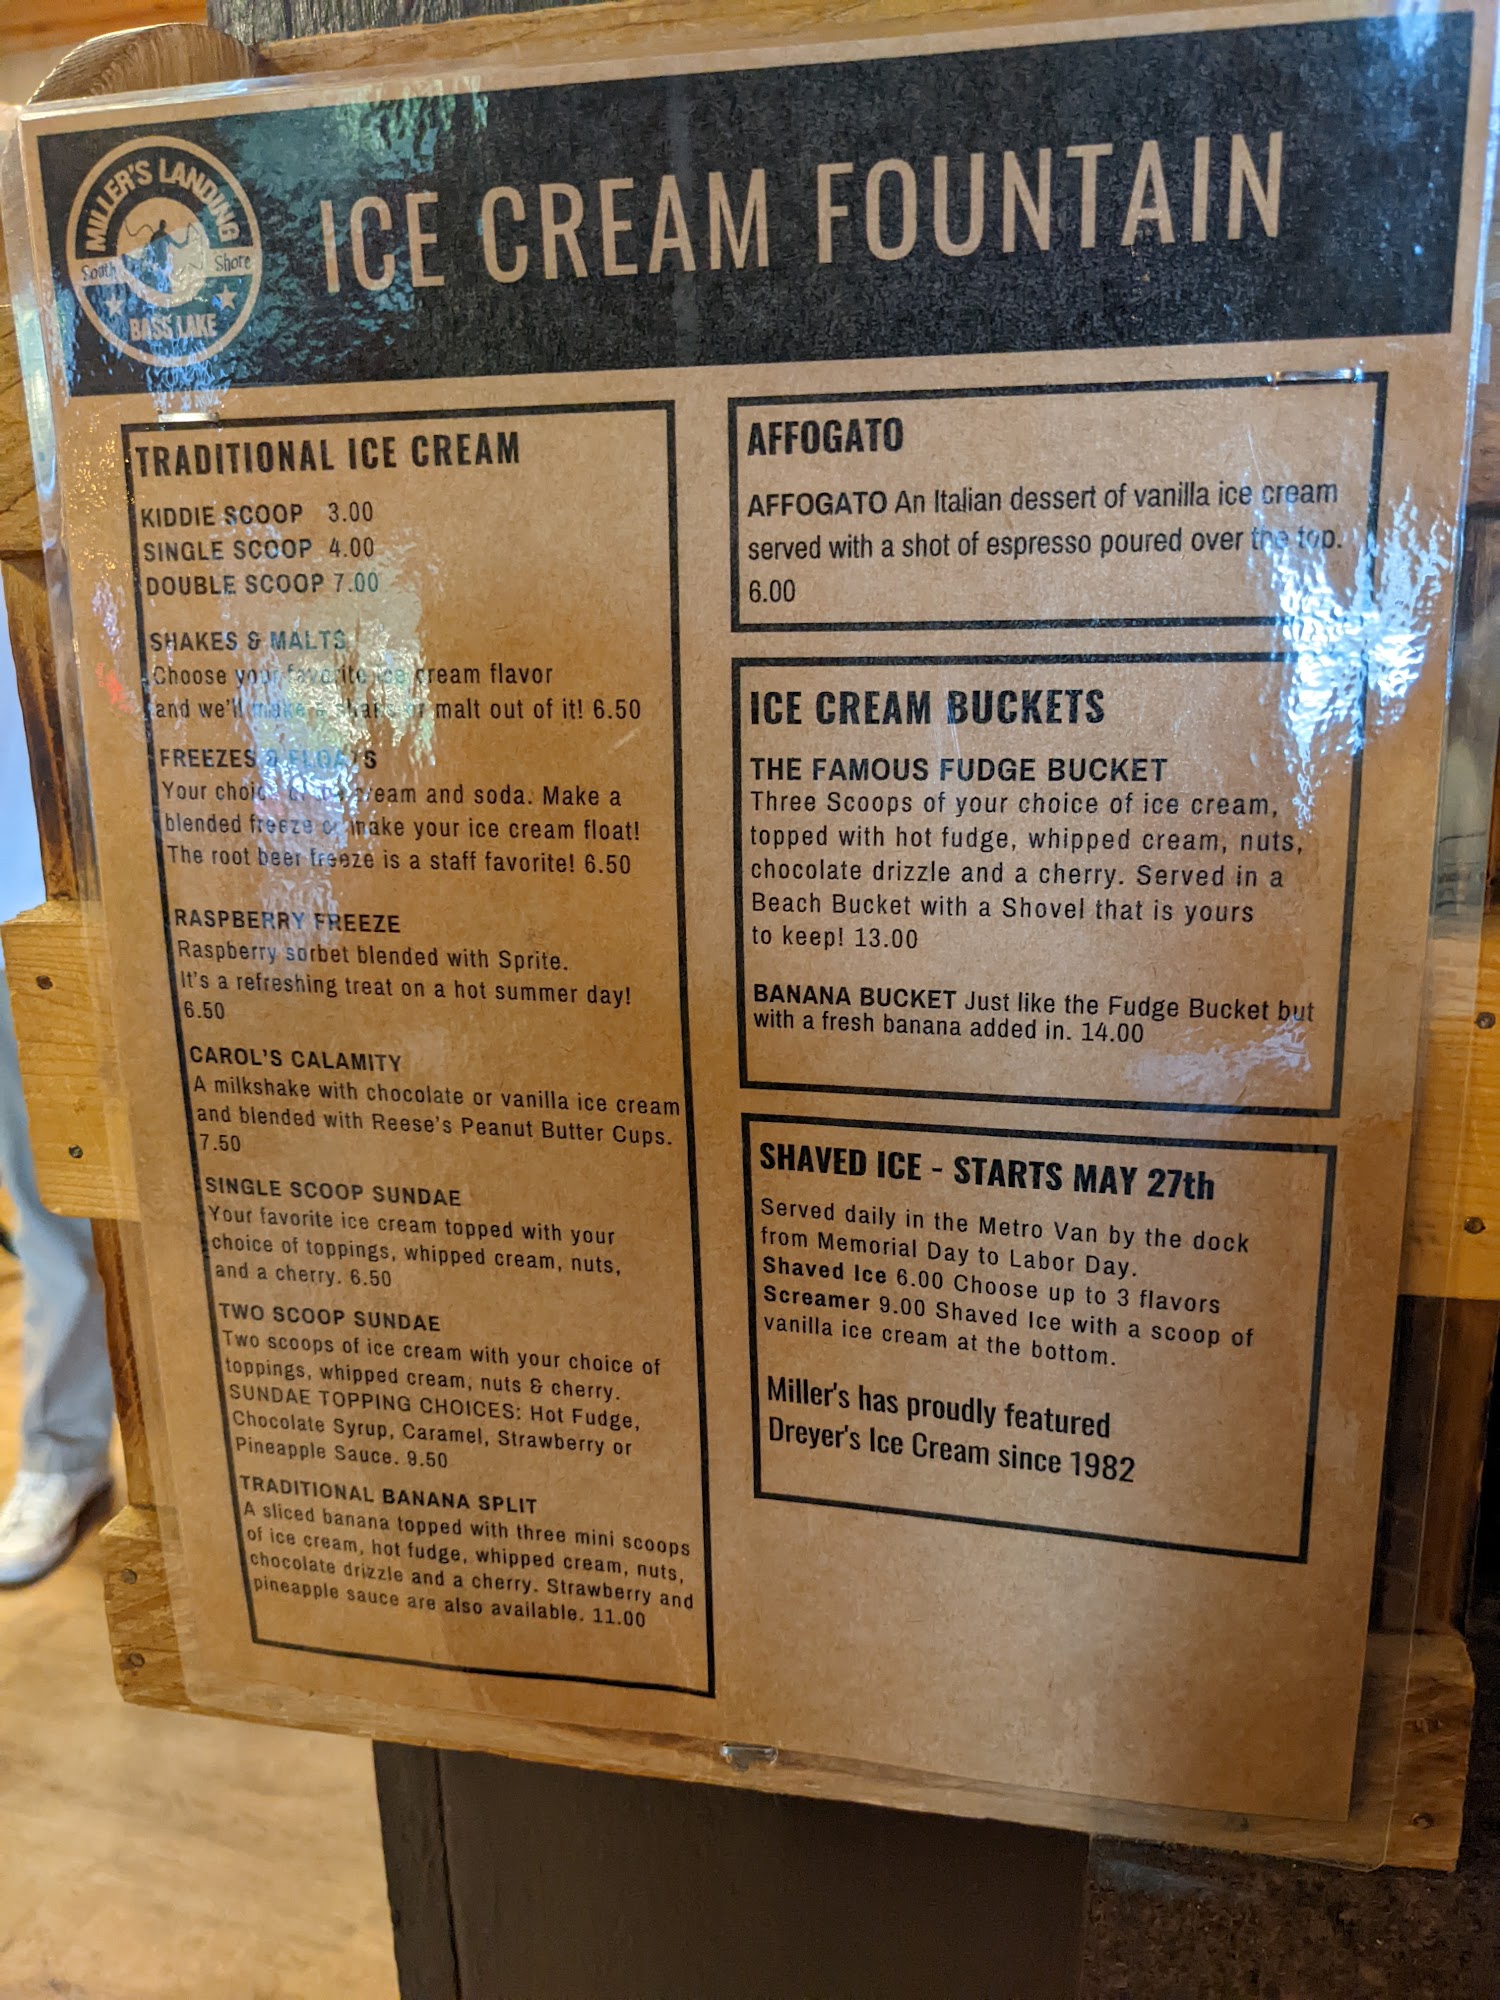 MILLER'S LANDING
South Shore
BASS LAKE
ICE CREAM FOUNTAIN
TRADITIONAL ICE CREAM
KIDDIE SCOOP 3.00
SINGLE SCOOP 4.00
DOUBLE SCOOP 7.00
SHAKES & MALTS
Choose your favorite ice cream flavor
and we'll make a shake or malt out of it! 6.50
FREEZES & FLOATS
Your choice of ice cream and soda. Make a
blended freeze or make your ice cream float!
The root beer freeze is a staff favorite! 6.50
RASPBERRY FREEZE
Raspberry sorbet blended with Sprite.
It's a refreshing treat on a hot summer day!
6.50
CAROL'S CALAMITY
A milkshake with chocolate or vanilla ice cream
and blended with Reese's Peanut Butter Cups.
7.50
SINGLE SCOOP SUNDAE
Your favorite ice cream topped with your
choice of toppings, whipped cream, nuts,
and a cherry. 6.50
TWO SCOOP SUNDAE
Two scoops of ice cream with your choice of
toppings, whipped cream, nuts & cherry.
SUNDAE TOPPING CHOICES: Hot Fudge,
Chocolate Syrup, Caramel, Strawberry or
Pineapple Sauce. 9.50
TRADITIONAL BANANA SPLIT
A sliced banana topped with three mini scoops
of ice cream, hot fudge, whipped cream, nuts,
chocolate drizzle and a cherry. Strawberry and
pineapple sauce are also available. 11.00
AFFOGATO
AFFOGATO An Italian dessert of vanilla ice cream
served with a shot of espresso poured over the top.
6.00
ICE CREAM BUCKETS
THE FAMOUS FUDGE BUCKET
Three Scoops of your choice of ice cream,
topped with hot fudge, whipped cream, nuts,
chocolate drizzle and a cherry. Served in a
Beach Bucket with a Shovel that is yours
to keep! 13.00
BANANA BUCKET Just like the Fudge Bucket but
with a fresh banana added in. 14.00
SHAVED ICE - STARTS MAY 27th
Served daily in the Metro Van by the dock
from Memorial Day to Labor Day.
Shaved Ice 6.00 Choose up to 3 flavors
Screamer 9.00 Shaved Ice with a scoop of
vanilla ice cream at the bottom.
Miller's has proudly featured
Dreyer's Ice Cream since 1982